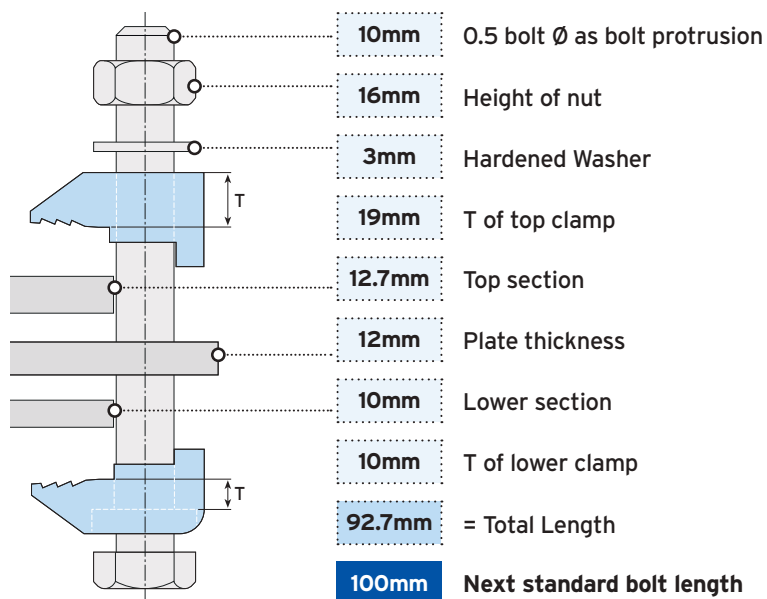 10mm 0.5 bolt Ø as bolt protrusion
16mm Height of nut
3mm Hardened Washer
T
19mm T of top clamp
12.7mm Top section
12mm Plate thickness
10mm Lower section
10mm T of lower clamp
T
92.7mm = Total Length
100mm Next standard bolt length